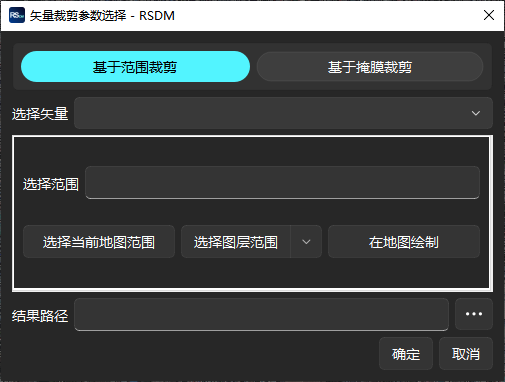 RSDM 矢量裁剪参数选择 - RSDM
基于范围裁剪 基于掩膜裁剪
选择矢量
选择范围
选择当前地图范围 选择图层范围 在地图绘制
结果路径 ...
确定 取消